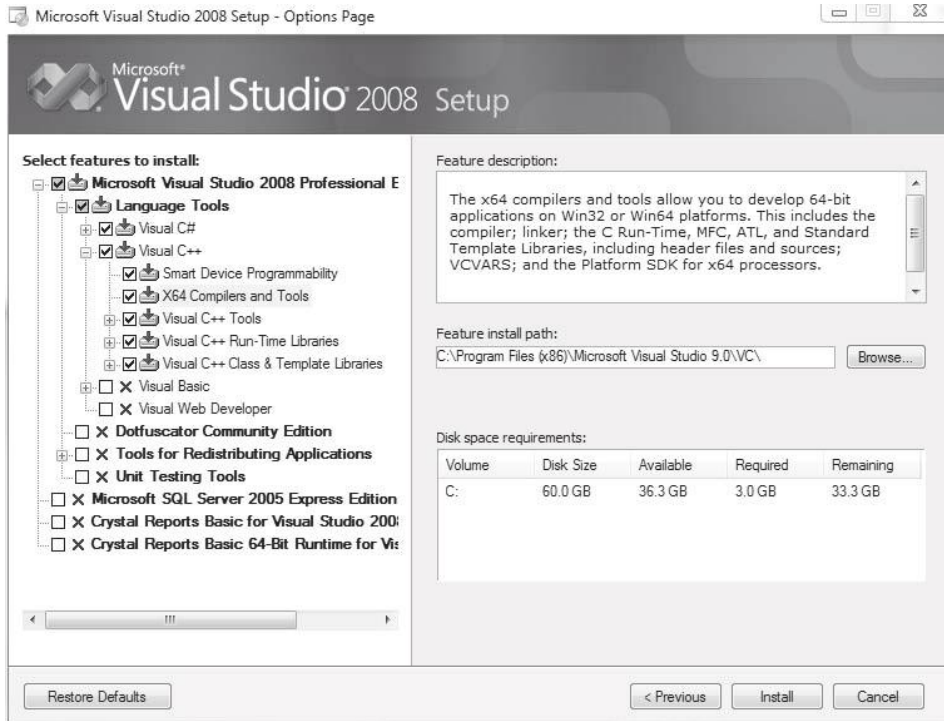 Microsoft Visual Studio 2008 Setup - Options Page
Microsoft®
Visual Studio® 2008 Setup
Select features to install:
Microsoft Visual Studio 2008 Professional E
Language Tools
Visual C#
Visual C++
Smart Device Programmability
X64 Compilers and Tools
Visual C++ Tools
Visual C++ Run-Time Libraries
Visual C++ Class & Template Libraries
Visual Basic
Visual Web Developer
Dotfuscator Community Edition
Tools for Redistributing Applications
Unit Testing Tools
Microsoft SQL Server 2005 Express Edition
Crystal Reports Basic for Visual Studio 2008
Crystal Reports Basic 64-Bit Runtime for Vis
Feature description:
The x64 compilers and tools allow you to develop 64-bit
applications on Win32 or Win64 platforms. This includes the
compiler; linker; the C Run-Time, MFC, ATL, and Standard
Template Libraries, including header files and sources;
VCVARS; and the Platform SDK for x64 processors.
Feature install path:
C:\Program Files (x86)\Microsoft Visual Studio 9.0\VC\
Browse...
Disk space requirements:
Volume Disk Size Available Required Remaining
C: 60.0 GB 36.3 GB 3.0 GB 33.3 GB
Restore Defaults
< Previous
Install
Cancel